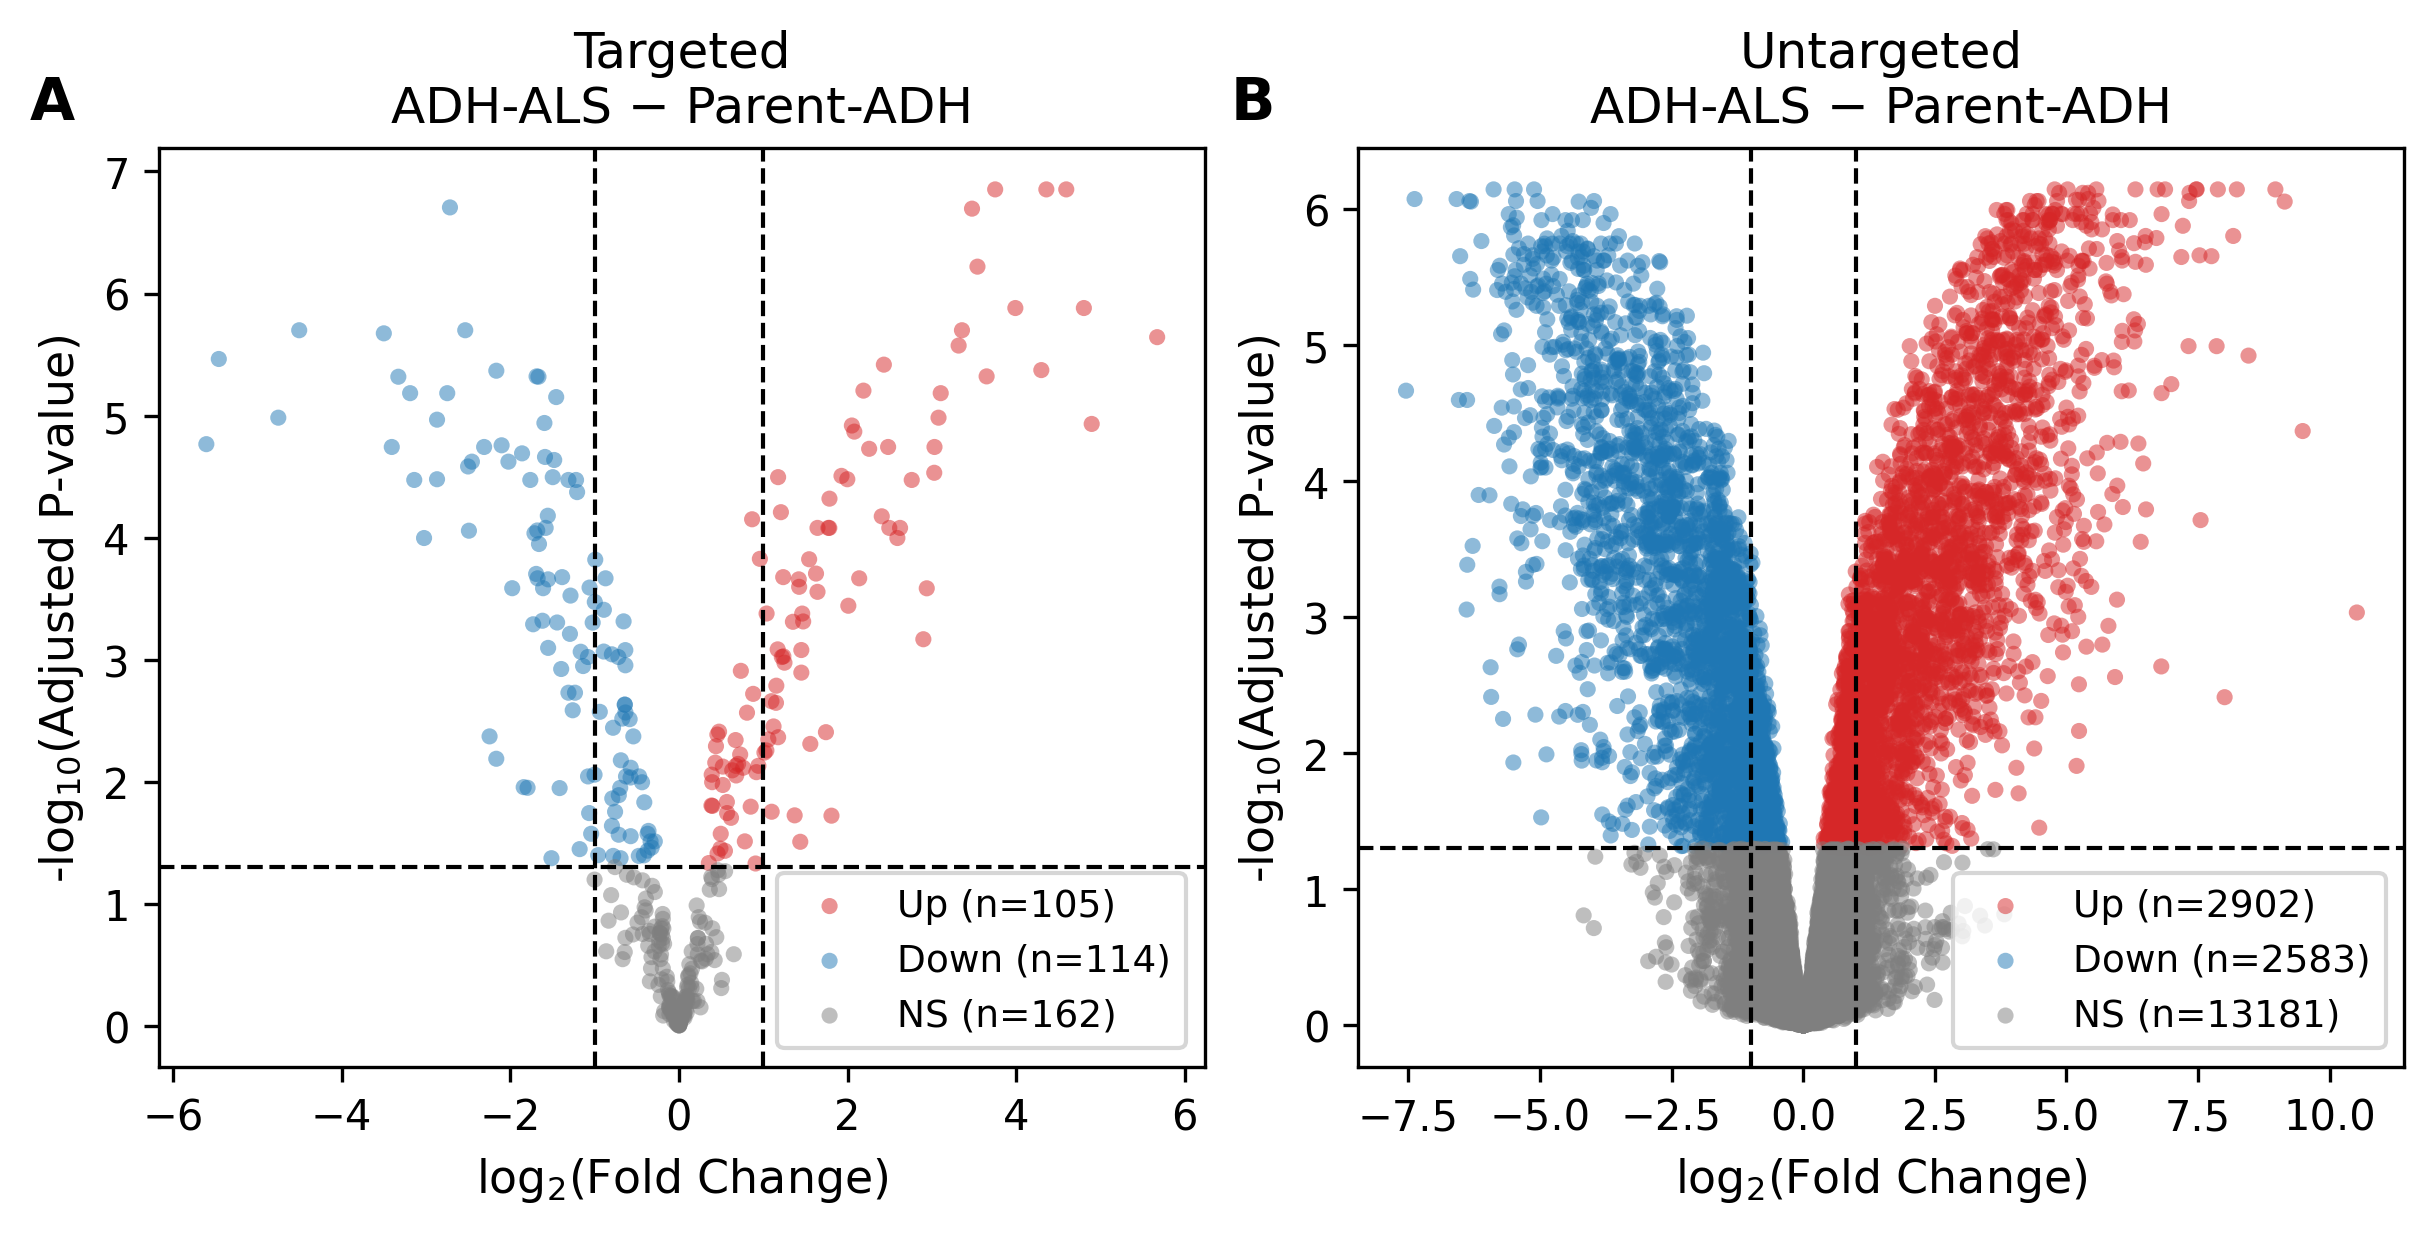 A
Targeted
ADH-ALS − Parent-ADH
7
6
5
4
3
2
1
0
-log₁₀(Adjusted P-value)
Up (n=105)
Down (n=114)
NS (n=162)
−6
−4
−2
0
2
4
6
log₂(Fold Change)
B
Untargeted
ADH-ALS − Parent-ADH
6
5
4
3
2
1
0
-log₁₀(Adjusted P-value)
Up (n=2902)
Down (n=2583)
NS (n=13181)
−7.5
−5.0
−2.5
0.0
2.5
5.0
7.5
10.0
log₂(Fold Change)